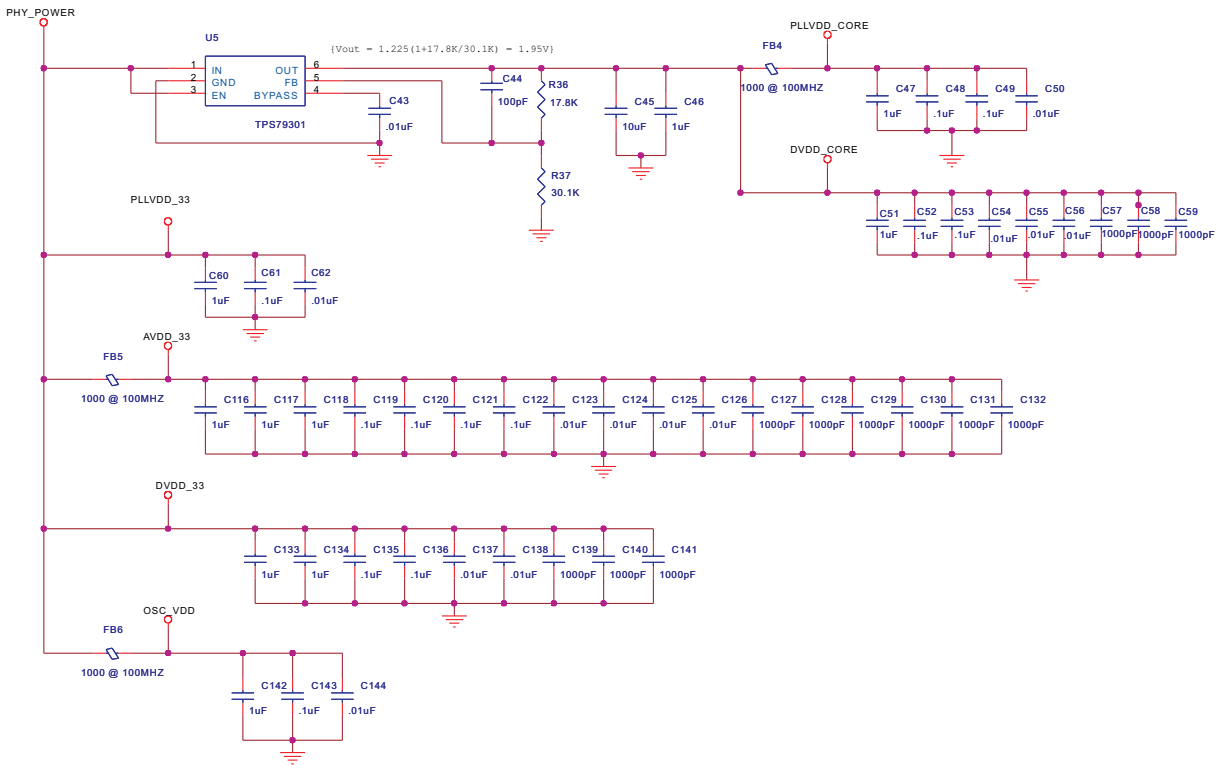 PHY_POWER
U5
{Vout = 1.225(1+17.8K/30.1K) = 1.95V}
1 IN OUT 6
2 GND FB 5
3 EN BYPASS 4
TPS79301
C43
.01uF
C44
100pF
R36
17.8K
R37
30.1K
C45
10uF
C46
1uF
FB4
1000 @ 100MHZ
PLLVDD_CORE
C47 C48 C49 C50
1uF .1uF .1uF .01uF
DVDD_CORE
C51 C52 C53 C54 C55 C56 C57 C58 C59
1uF .1uF .1uF .01uF .01uF .01uF 1000pF 1000pF 1000pF
PLLVDD_33
C60 C61 C62
1uF .1uF .01uF
AVDD_33
FB5
1000 @ 100MHZ
C116 C117 C118 C119 C120 C121 C122 C123 C124 C125 C126 C127 C128 C129 C130 C131 C132
1uF 1uF 1uF .1uF .1uF .1uF .1uF .01uF .01uF .01uF .01uF 1000pF 1000pF 1000pF 1000pF 1000pF 1000pF
DVDD_33
C133 C134 C135 C136 C137 C138 C139 C140 C141
1uF 1uF .1uF .1uF .01uF .01uF 1000pF 1000pF 1000pF
OSC_VDD
FB6
1000 @ 100MHZ
C142 C143 C144
1uF .1uF .01uF